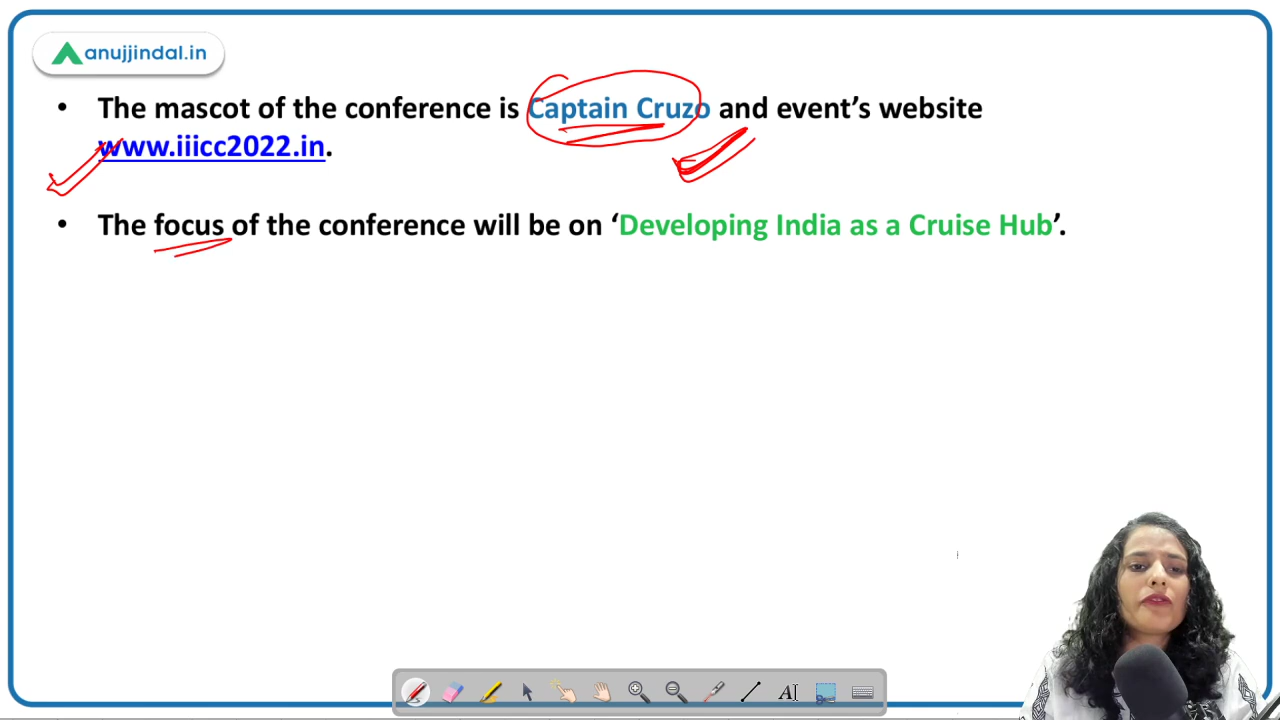 anujjindal.in
• The mascot of the conference is Captain Cruzo and event’s website
www.iiicc2022.in.
• The focus of the conference will be on ‘Developing India as a Cruise Hub’.
AI